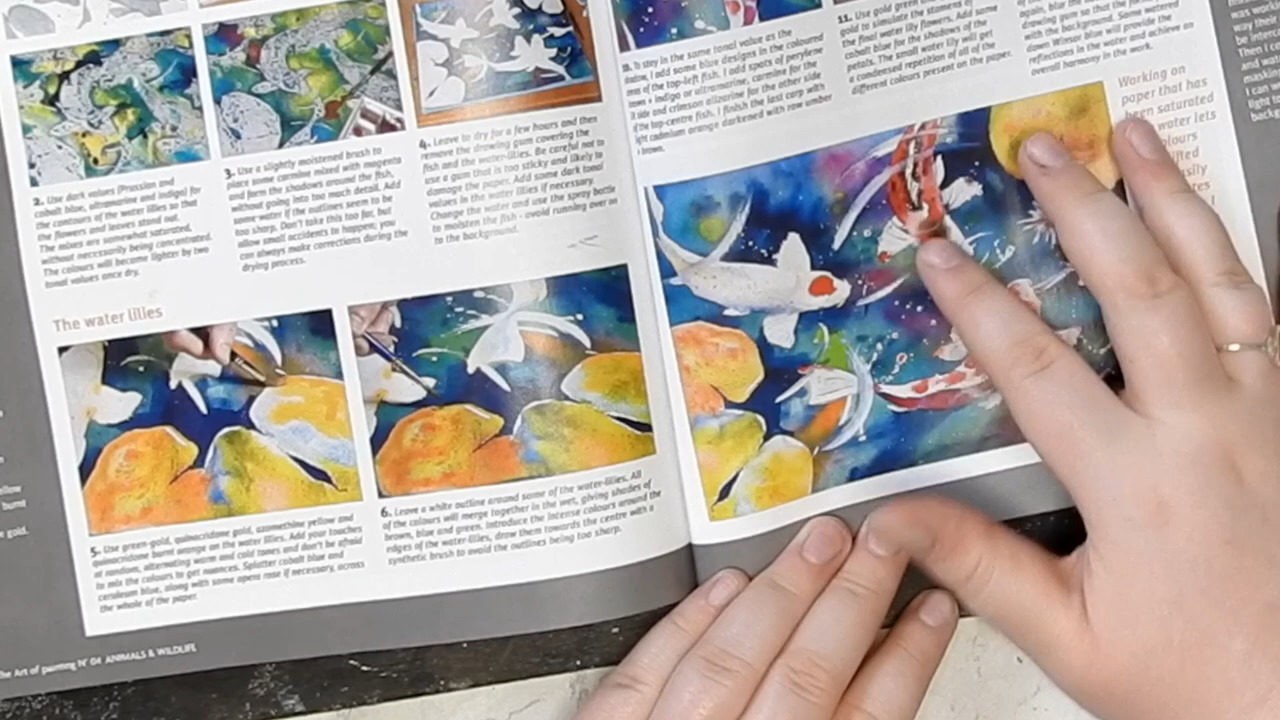 2. Use dark values (Prussian and
cobalt blue, ultramarine and indigo) for
the contours of the water lilies so that
the flowers and leaves stand out.
The mixes are somewhat saturated,
without necessarily being concentrated.
The colours will become lighter by two
tonal values once dry.
3. Use a slightly moistened brush to
place some carmine mixed with magenta
and form the shadows around the fish,
without going into too much detail. Add
some water if the outlines seem to be
too sharp. Don't take this too far, but
allow small accidents to happen; you
can always make corrections during the
drying process.
4. Leave to dry for a few hours and then
remove the drawing gum covering the
fish and the water-lilies. Be careful not to
use a gum that is too sticky and likely to
damage the paper. Add some dark tonal
values in the water lilies if necessary.
Change the water and use the spray bottle
to moisten the fish - avoid running over on
to the background.
The water lilies
5. Use green-gold, quinacridone gold, azomethine yellow and
quinacridone burnt orange on the water lilies. Add your touches
at random, alternating warm and cold tones and don't be afraid
to mix the colours to get nuances. Splatter cobalt blue and
ceruleum blue, along with some opera rose if necessary, across
the whole of the paper.
6. Leave a white outline around some of the water-lilies. All
of the colours will merge together in the wet, giving shades of
brown, blue and green. Introduce the intense colours around the
edges of the water-lilies, draw them towards the centre with a
synthetic brush to avoid the outlines being too sharp.
The Art of painting N° 04 ANIMALS & WILDLIFE
To stay in the same tonal value as the
I add some blue designs in the coloured
of the top-left fish. I add spots of perylene
+ indigo or ultramarine, carmine for the
side and crimson alizarine for the other side
the top-centre fish. I finish the last carp with
light cadmium orange darkened with raw umber
brown.
11. Use gold green and
gold to simulate the stamens of
the final water lily flowers. Add some
cobalt blue for the shadows of the
petals. The small water lily will get
a condensed repetition of all of the
different colours present on the paper.
again, blue the
drawing gum so that the
with the background. Some
down Winsor blue will provide the
reflections in the water and achieve an
overall harmony in the work.
Working on
paper that has
been saturated
water lets
colours